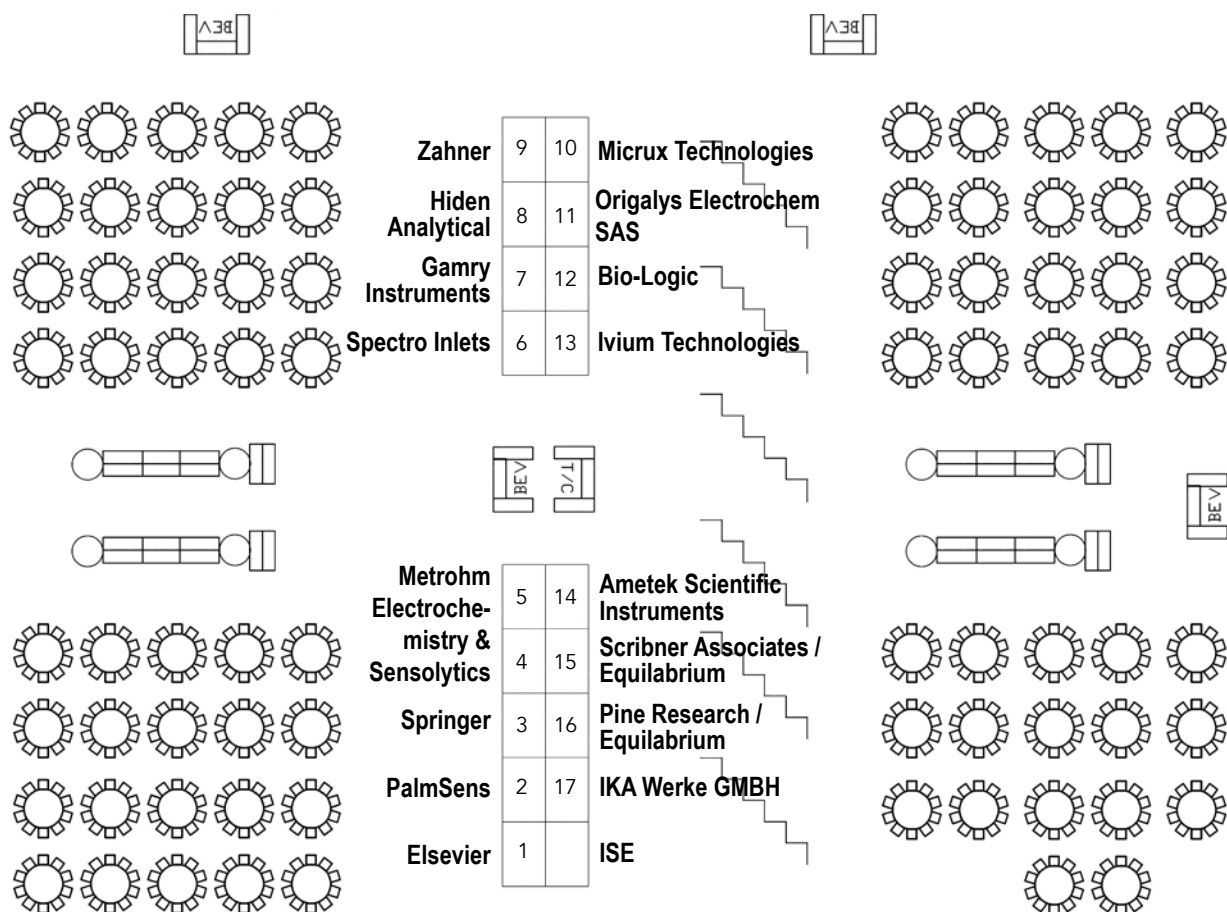 BEV
BEV
Zahner
9
10
Micrux Technologies
Hiden
Analytical
8
11
Origalys Electrochem
SAS
Gamry
Instruments
7
12
Bio-Logic
Spectro Inlets
6
13
Ivium Technologies
BEV
T/C
BEV
Metrohm
Electroche-
mistry &
Sensolytics
5
14
Ametek Scientific
Instruments
4
15
Scribner Associates /
Equilabrium
Springer
3
16
Pine Research /
Equilabrium
PalmSens
2
17
IKA Werke GMBH
Elsevier
1
ISE